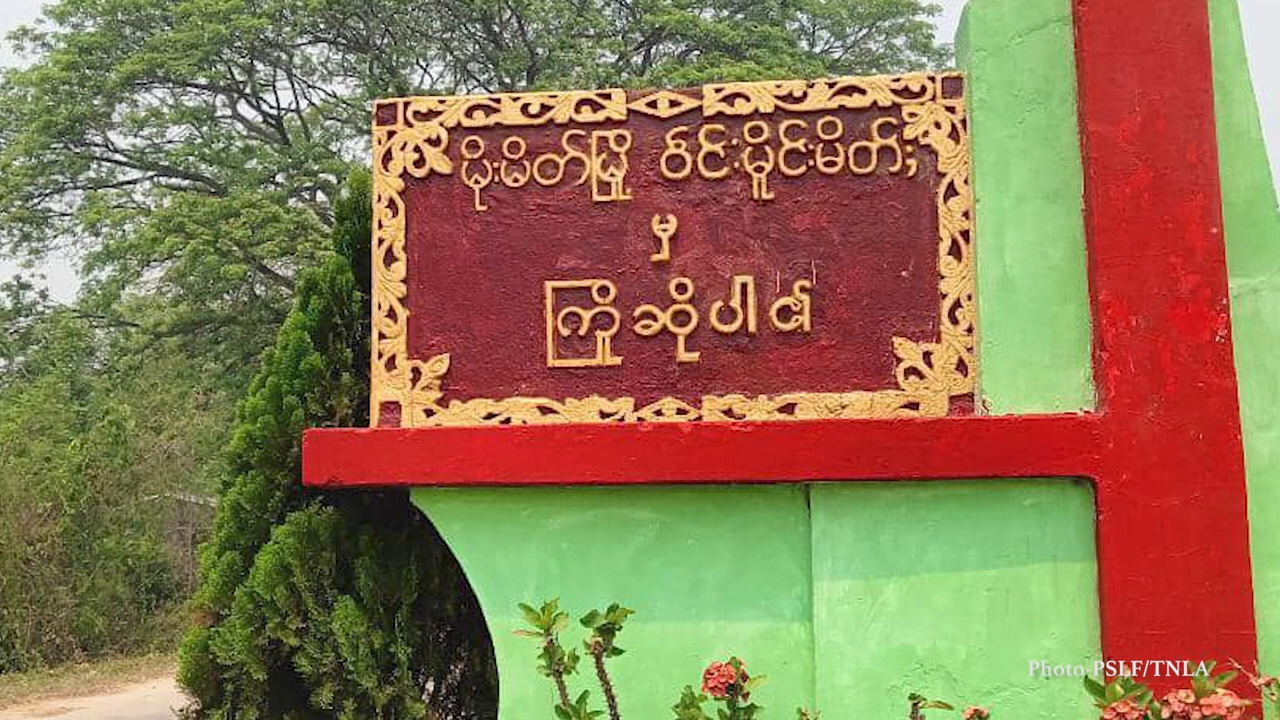 မိုးမိတ်မြို့ ဝဵင်းမိူင်းမိတ်ႈ
မှ
ကြိုဆိုပါ၏
Photo-PSLF/TNLA